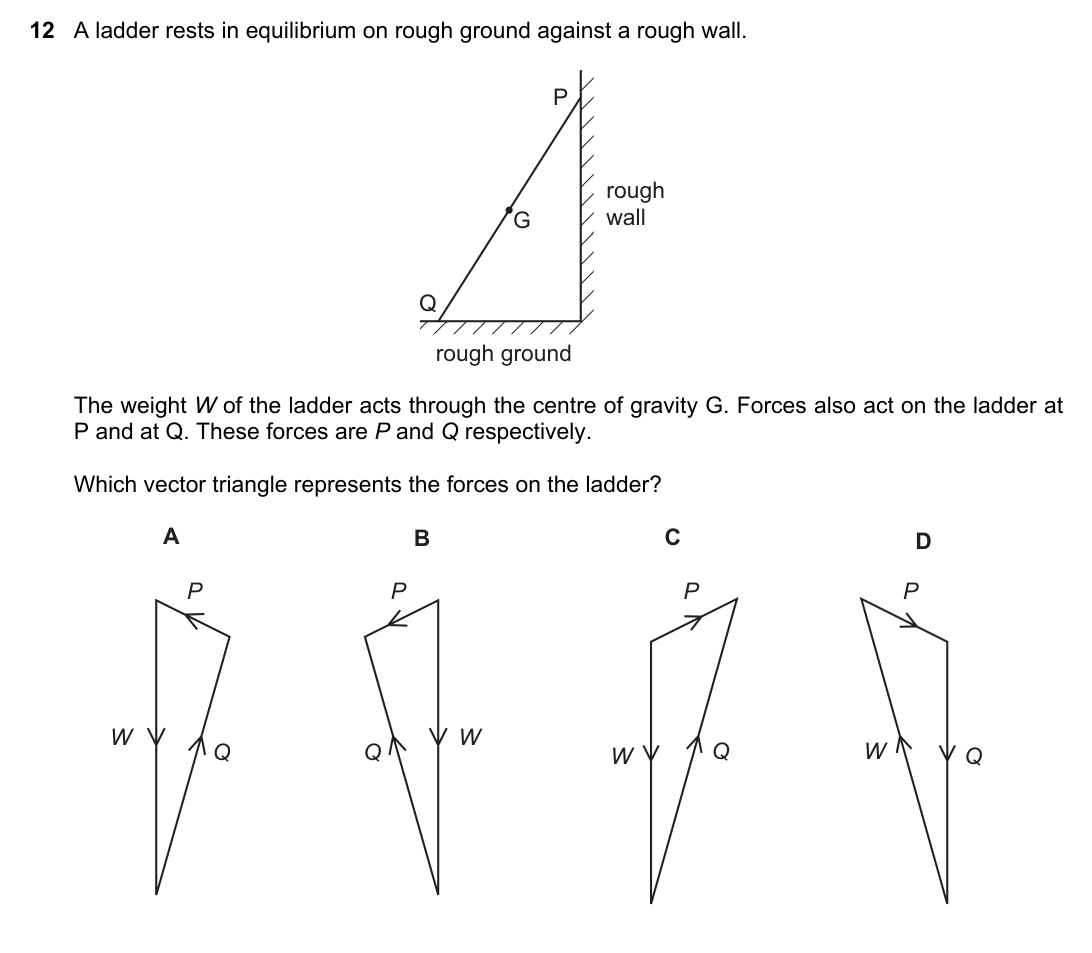 12 A ladder rests in equilibrium on rough ground against a rough wall.
P
rough
wall
G
Q
rough ground
The weight W of the ladder acts through the centre of gravity G. Forces also act on the ladder at
P and at Q. These forces are P and Q respectively.
Which vector triangle represents the forces on the ladder?
A B C D
P P P P
W Q Q W W Q W Q